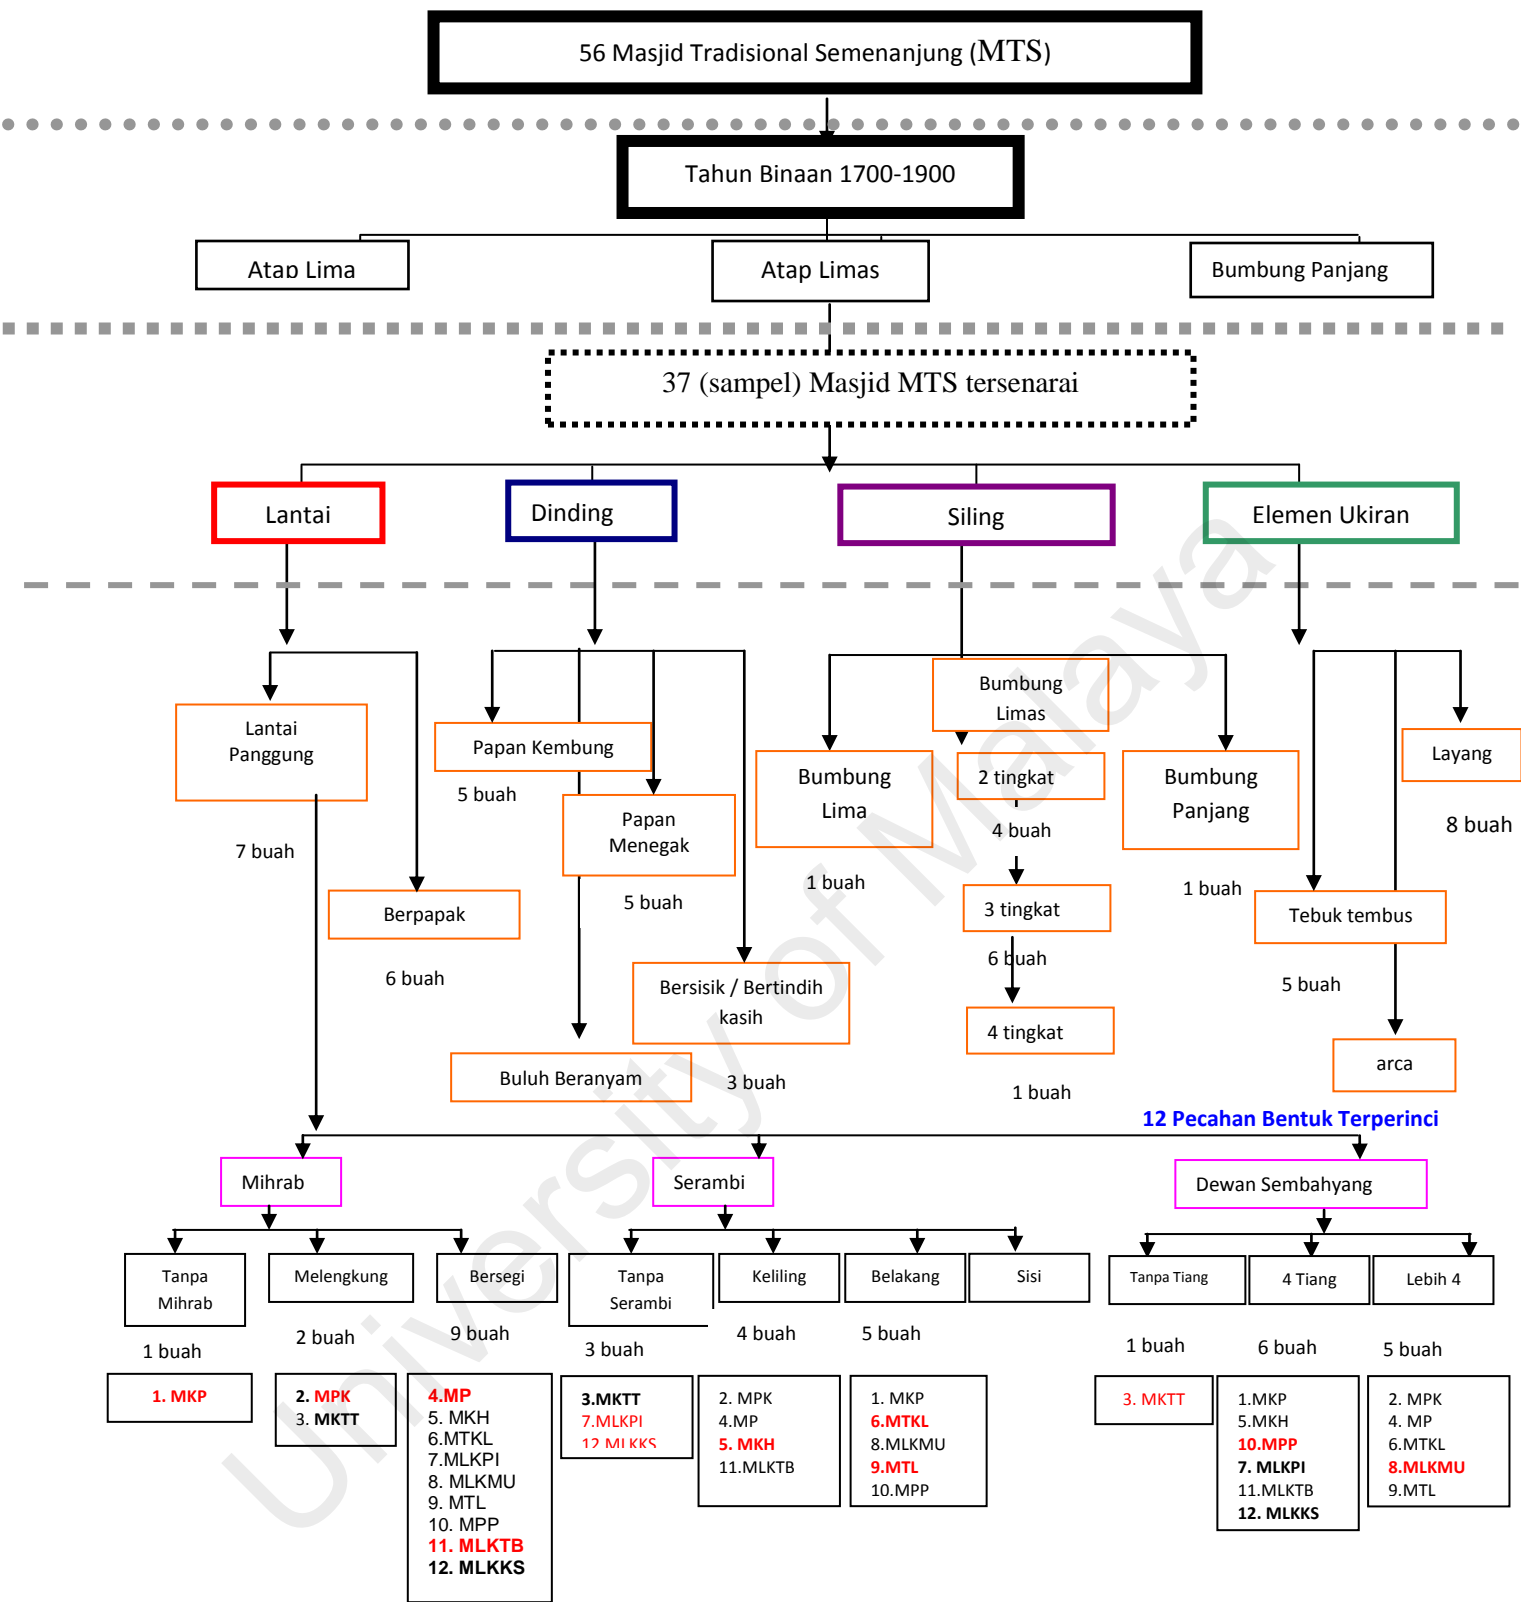 56 Masjid Tradisional Semenanjung (MTS)
Tahun Binaan 1700-1900
Atap Lima
Atap Limas
Bumbung Panjang
37 (sampel) Masjid MTS tersenarai
Lantai
Dinding
Siling
Elemen Ukiran
Lantai
Panggung
7 buah
Berpapak
6 buah
Papan Kembung
5 buah
Papan
Menegak
5 buah
Bersisik / Bertindih
kasih
3 buah
Buluh Beranyam
Bumbung
Lima
1 buah
Bumbung
Limas
2 tingkat
4 buah
3 tingkat
6 buah
4 tingkat
1 buah
Bumbung
Panjang
1 buah
Layang
8 buah
Tebuk tembus
5 buah
arca
12 Pecahan Bentuk Terperinci
Mihrab
Serambi
Dewan Sembahyang
Tanpa
Mihrab
1 buah
1. MKP
Melengkung
2 buah
2. MPK
3. MKTT
Bersegi
9 buah
4.MP
5. MKH
6.MTKL
7.MLKPI
8. MLKMU
9. MTL
10. MPP
11. MLKTB
12. MLKKS
Tanpa
Serambi
3 buah
3.MKTT
7.MLKPI
12.MLKKS
Keliling
4 buah
2. MPK
4.MP
5. MKH
11.MLKTB
Belakang
5 buah
1. MKP
6.MTKL
8.MLKMU
9.MTL
10.MPP
Sisi
Tanpa Tiang
1 buah
3. MKTT
4 Tiang
6 buah
1.MKP
5.MKH
10.MPP
7. MLKPI
11.MLKTB
12. MLKKS
Lebih 4
5 buah
2. MPK
4. MP
6.MTKL
8.MLKMU
9.MTL
University of Malaya